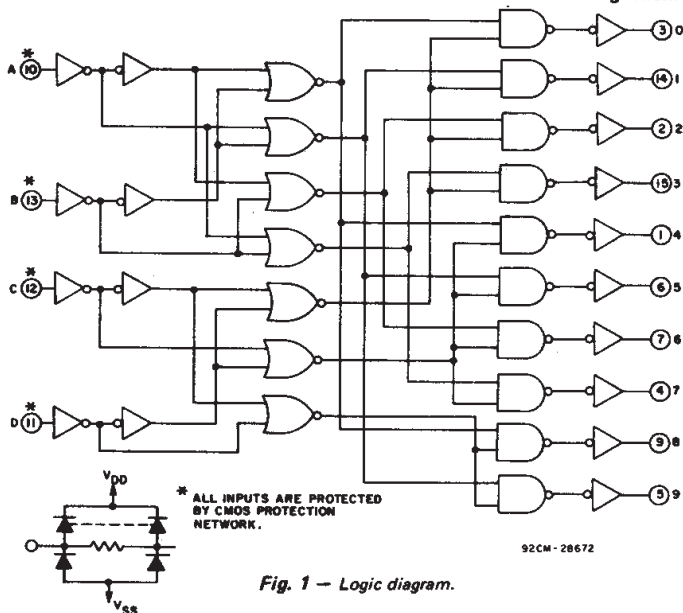 3 0
A * 10
14 1
2 2
B * 13
15 3
1 4
C * 12
6 5
7 6
4 7
D * 11
9 8
5 9
VDD
* ALL INPUTS ARE PROTECTED
BY CMOS PROTECTION
NETWORK.
VSS
92CM-28672
Fig. 1 — Logic diagram.